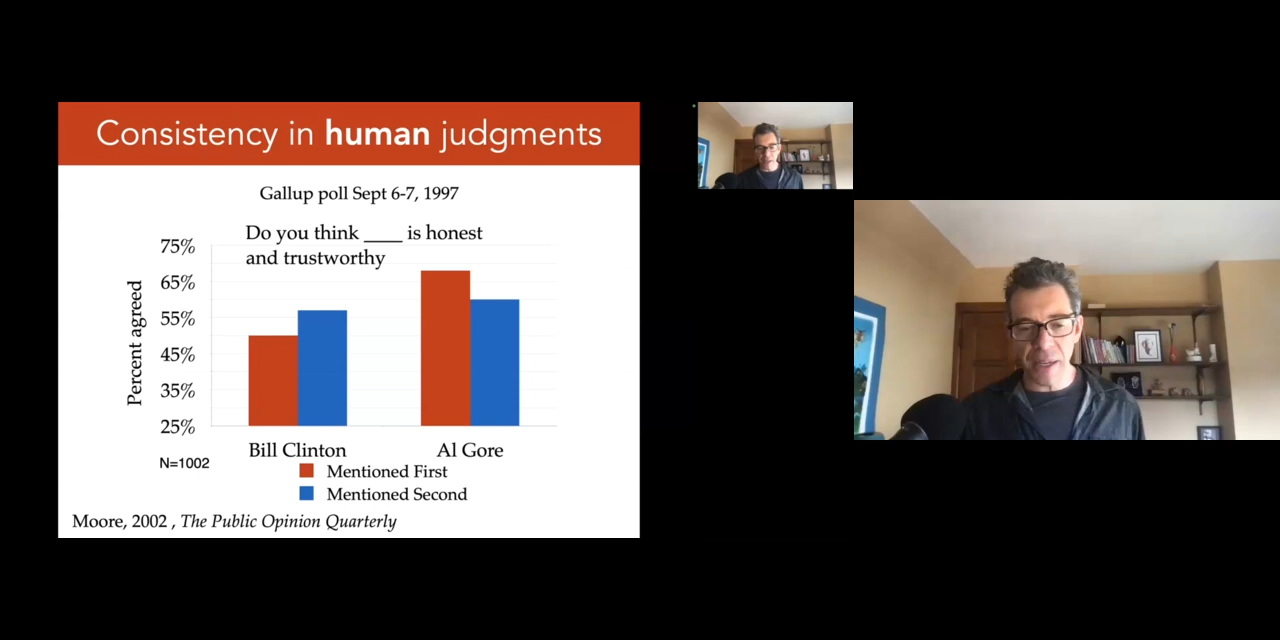 Consistency in human judgments
Gallup poll Sept 6-7, 1997
Do you think ____ is honest
and trustworthy
Percent agreed
75%
65%
55%
45%
35%
25%
Bill Clinton
Al Gore
N=1002
Mentioned First
Mentioned Second
Moore, 2002 , The Public Opinion Quarterly